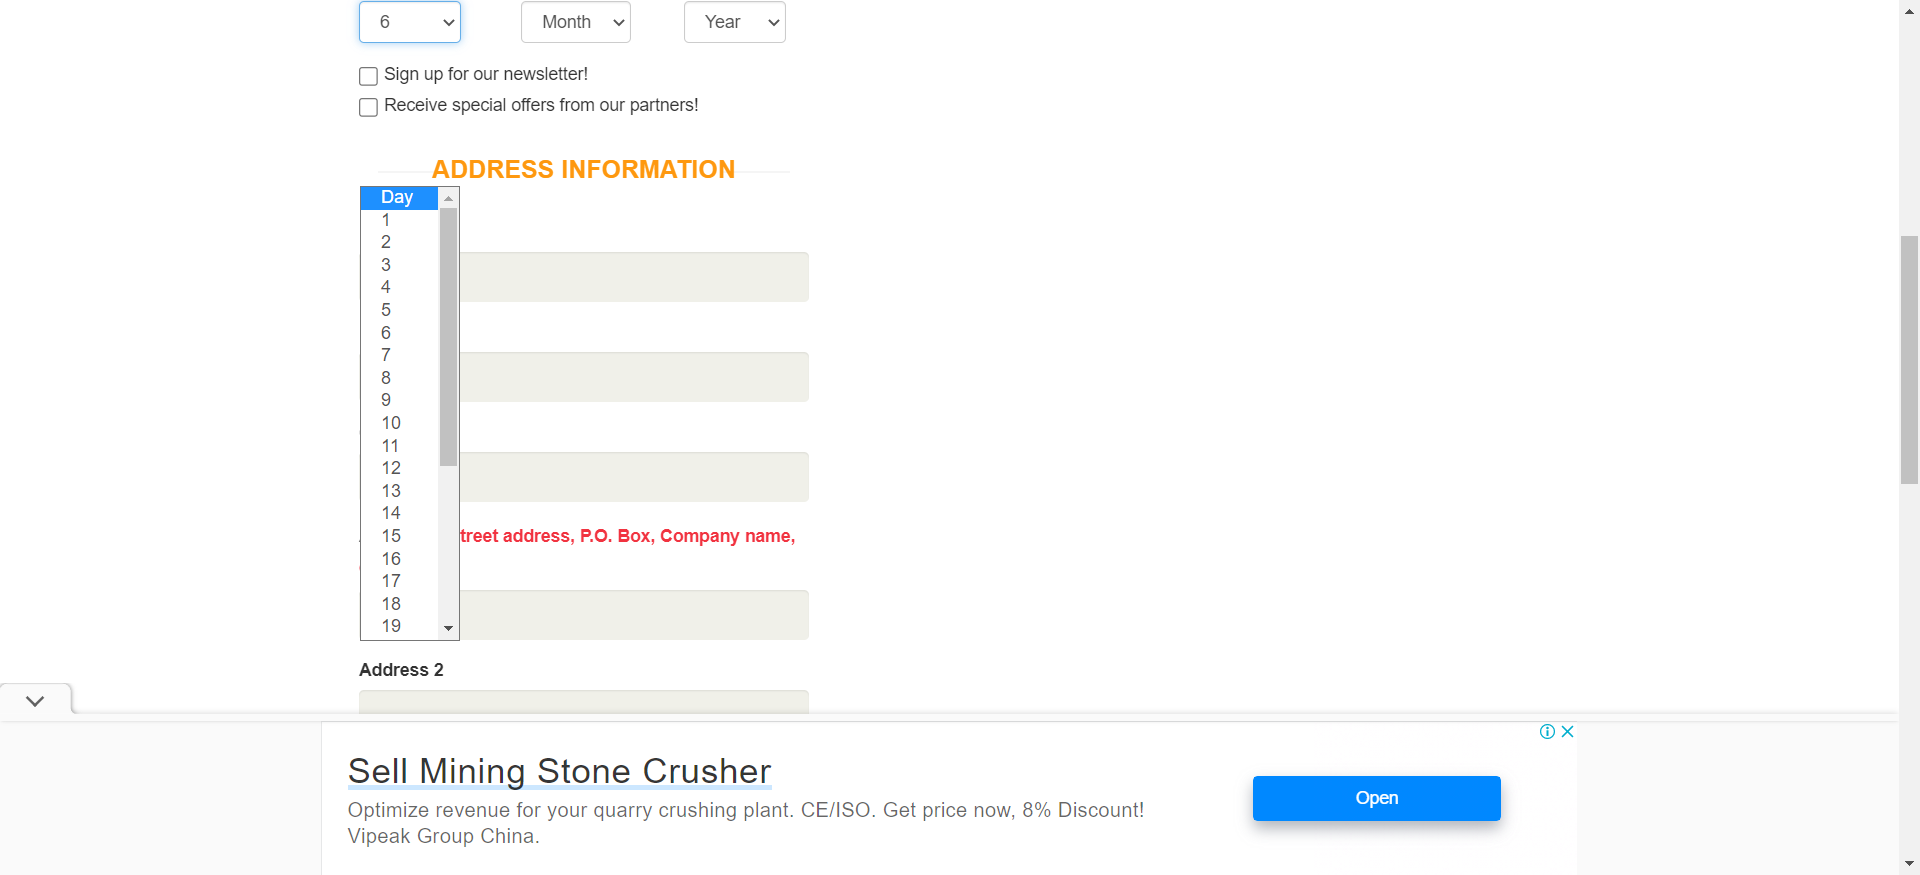 6 Month Year
Sign up for our newsletter!
Receive special offers from our partners!
ADDRESS INFORMATION
Day
1
2
3
4
5
6
7
8
9
10
11
12
13
14
15
treet address, P.O. Box, Company name,
16
17
18
19
Address 2
Sell Mining Stone Crusher
Optimize revenue for your quarry crushing plant. CE/ISO. Get price now, 8% Discount!
Vipeak Group China.
Open